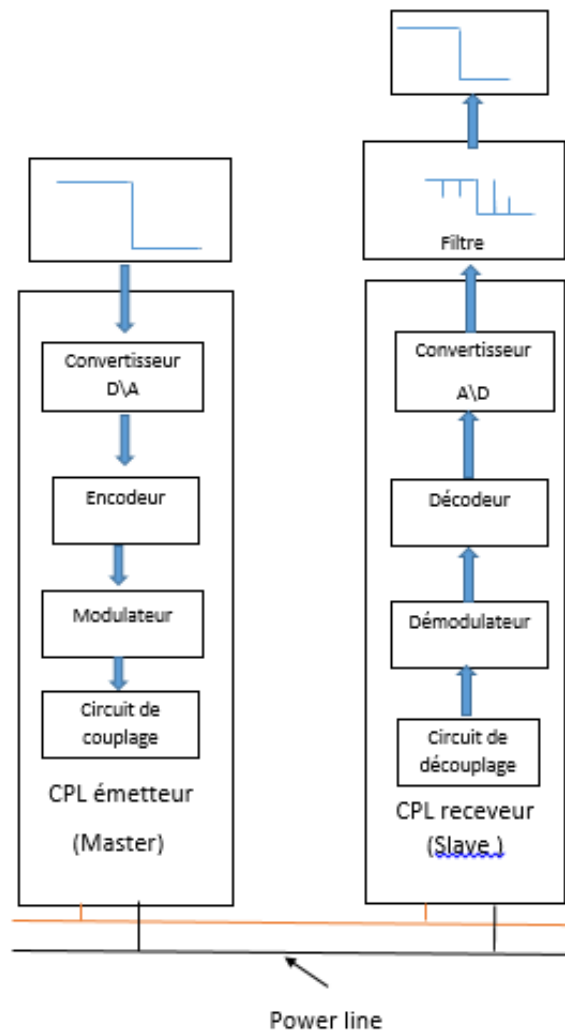 Convertisseur
D\A
Encodeur
Modulateur
Circuit de
couplage
CPL émetteur
(Master)
Filtre
Convertisseur
A\D
Décodeur
Démodulateur
Circuit de
découplage
CPL receveur
(Slave )
Power line